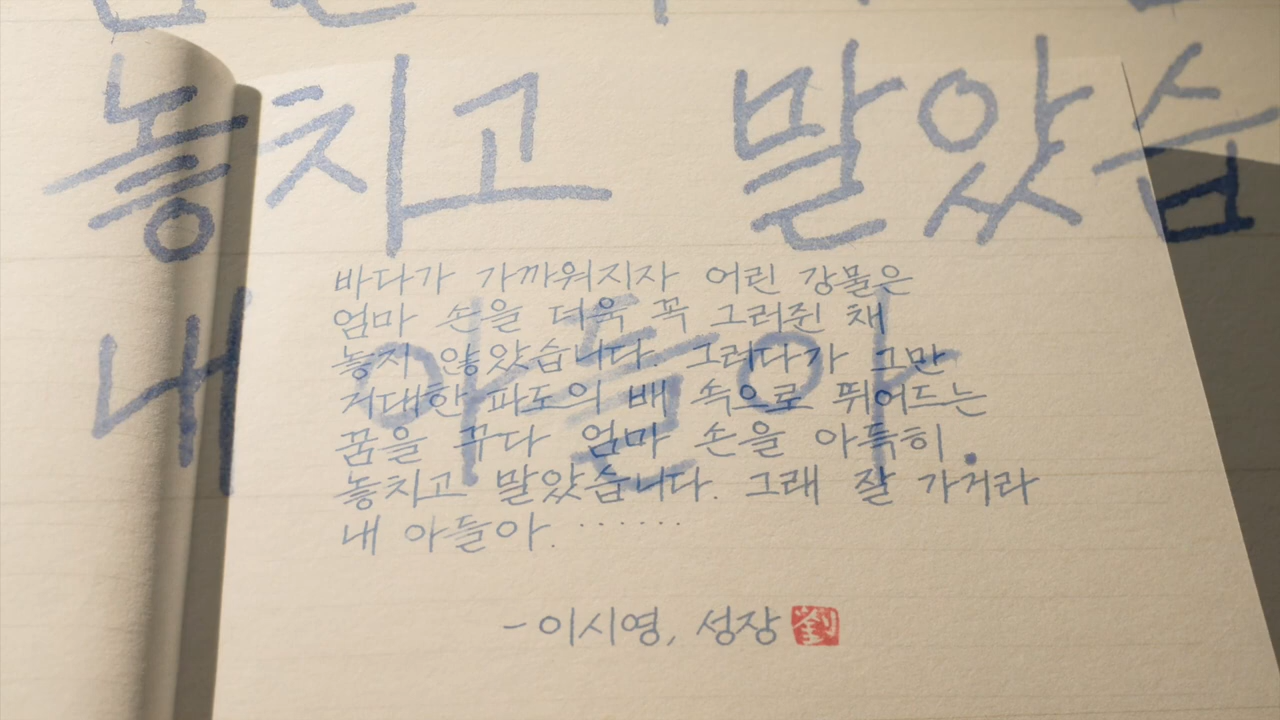 놓치고 말았습
내 아들아
바다가 가까워지자 어린 강물은
엄마 손을 더욱 꼭 그러쥔 채
놓지 않았습니다. 그러다가 그만
거대한 파도의 배 속으로 뛰어드는
꿈을 꾸다 엄마 손을 아득히
놓치고 말았습니다. 그래 잘 가거라
내 아들아. ······
- 이시영, 성장 劉